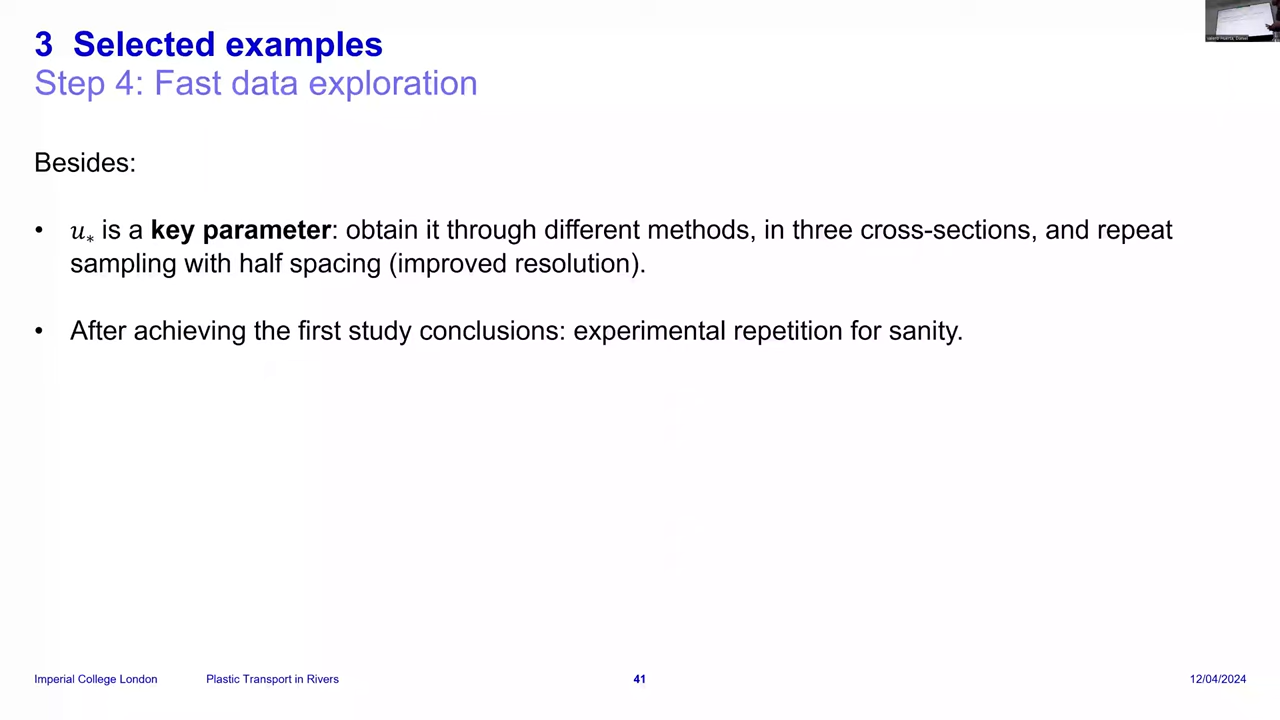 3 Selected examples
Step 4: Fast data exploration
Besides:
• u* is a key parameter: obtain it through different methods, in three cross-sections, and repeat
sampling with half spacing (improved resolution).
• After achieving the first study conclusions: experimental repetition for sanity.
Imperial College London Plastic Transport in Rivers 41 12/04/2024